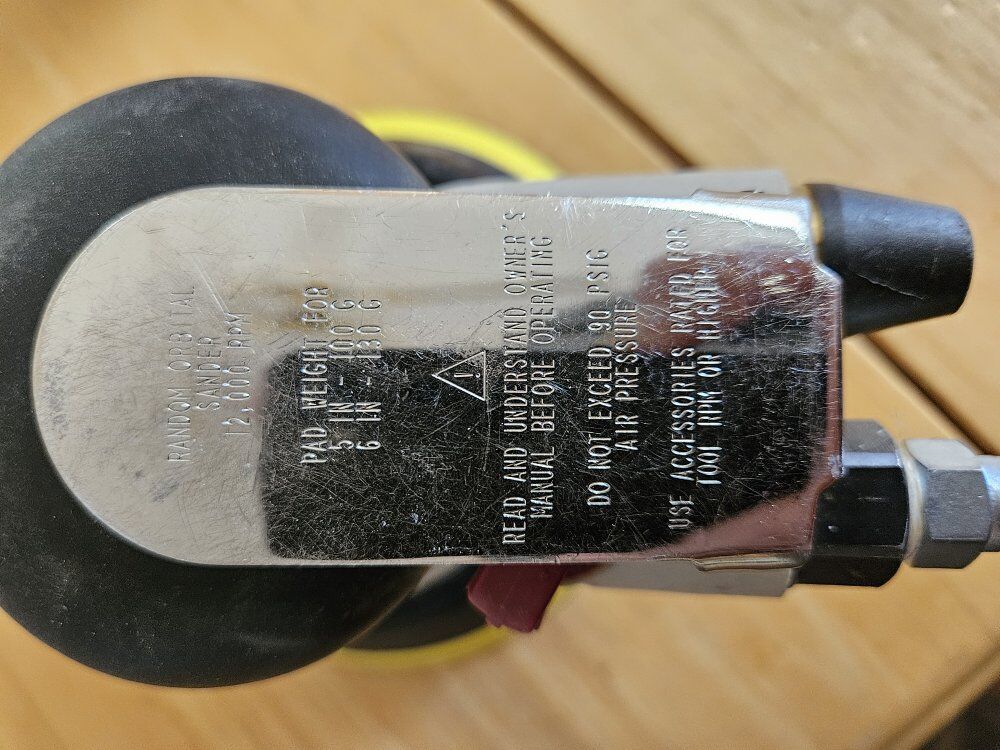 RANDOM ORBITAL
SANDER
12,000 RPM
PAD WEIGHT FOR
5 IN - 100 G
6 IN - 130 G
!
READ AND UNDERSTAND OWNER'S
MANUAL BEFORE OPERATING
DO NOT EXCEED 90 PSIG
AIR PRESSURE
USE ACCESSORIES RATED FOR
TOOL RPM OR HIGHER